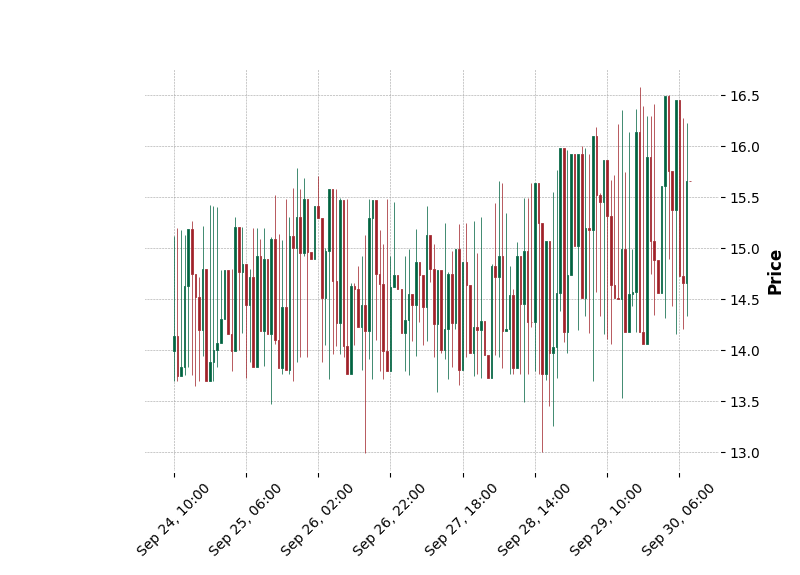 16.5
16.0
15.5
15.0
14.5
14.0
13.5
13.0
Price
Sep 24, 10:00
Sep 25, 06:00
Sep 26, 02:00
Sep 26, 22:00
Sep 27, 18:00
Sep 28, 14:00
Sep 29, 10:00
Sep 30, 06:00